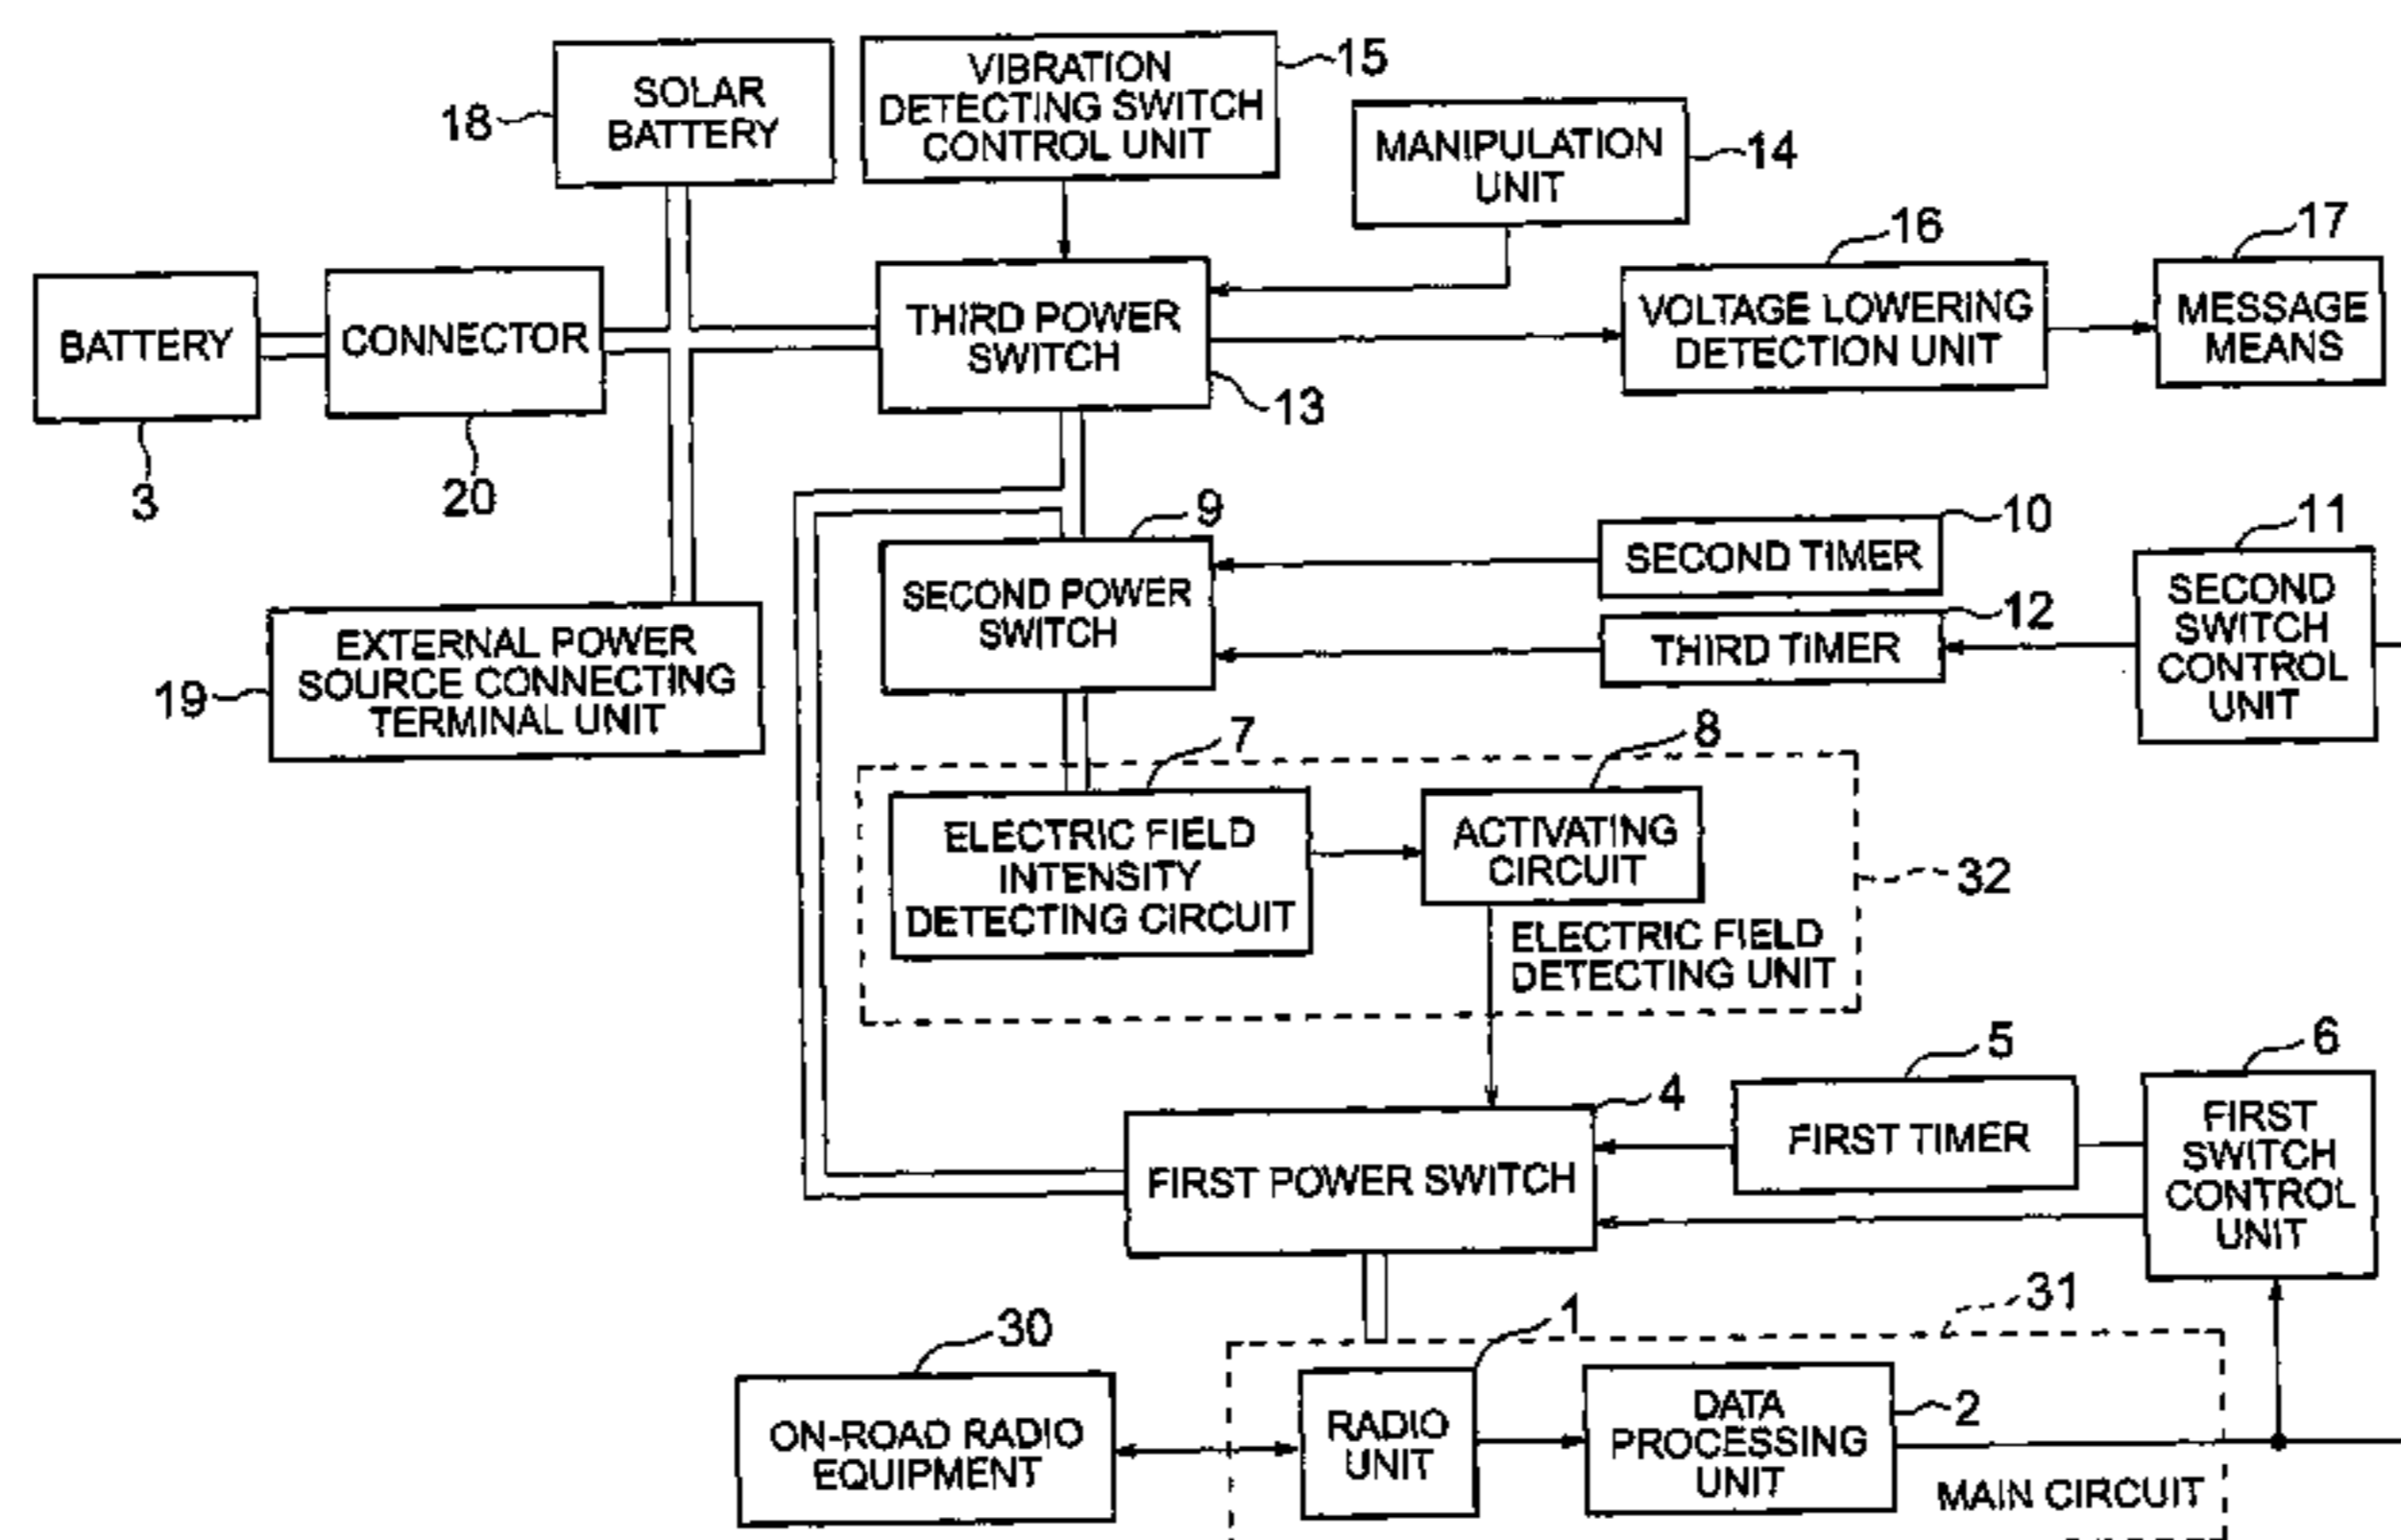 18
SOLAR
BATTERY
VIBRATION
DETECTING SWITCH
CONTROL UNIT
15
MANIPULATION
UNIT
14
BATTERY
3
CONNECTOR
20
THIRD POWER
SWITCH
13
16
VOLTAGE LOWERING
DETECTION UNIT
17
MESSAGE
MEANS
19
EXTERNAL POWER
SOURCE CONNECTING
TERMINAL UNIT
9
SECOND POWER
SWITCH
10
SECOND TIMER
12
THIRD TIMER
11
SECOND
SWITCH
CONTROL
UNIT
7
ELECTRIC FIELD
INTENSITY
DETECTING CIRCUIT
8
ACTIVATING
CIRCUIT
32
ELECTRIC FIELD
DETECTING UNIT
4
FIRST POWER SWITCH
5
FIRST TIMER
6
FIRST
SWITCH
CONTROL
UNIT
30
ON-ROAD RADIO
EQUIPMENT
1
RADIO
UNIT
DATA
PROCESSING
UNIT
2
31
MAIN CIRCUIT